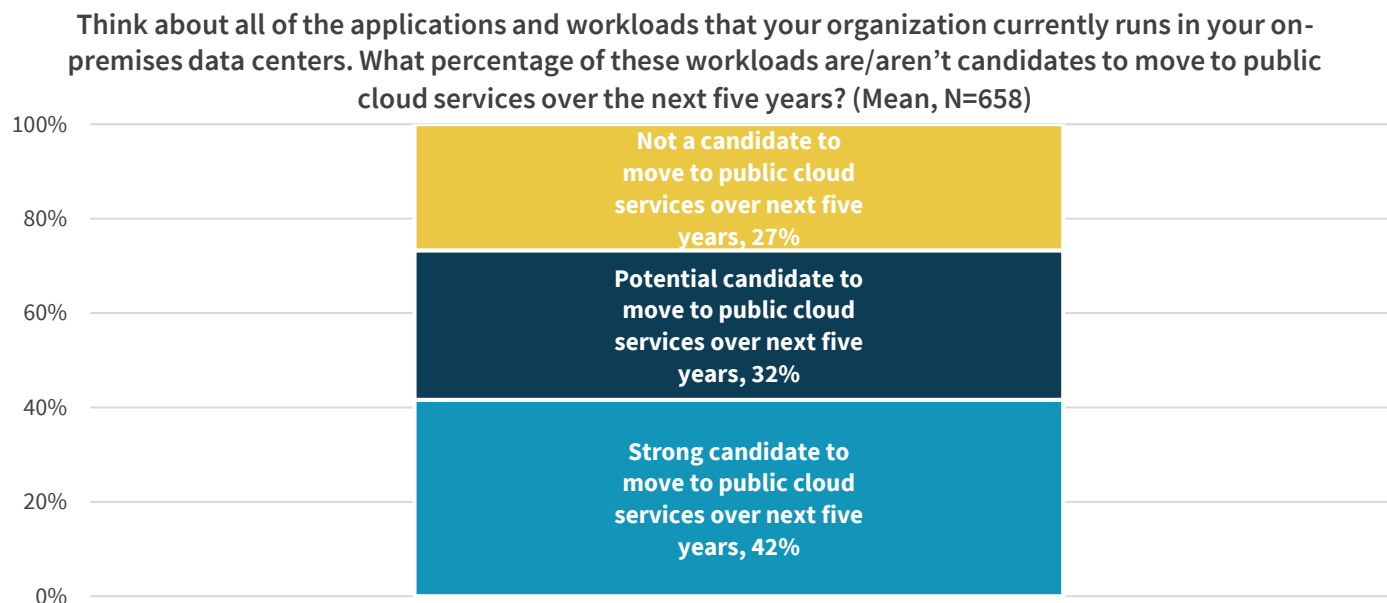 Think about all of the applications and workloads that your organization currently runs in your on-
premises data centers. What percentage of these workloads are/aren’t candidates to move to public
cloud services over the next five years? (Mean, N=658)
100%
Not a candidate to
move to public cloud
services over next five
years, 27%
80%
Potential candidate to
move to public cloud
services over next five
years, 32%
60%
40%
Strong candidate to
move to public cloud
services over next five
years, 42%
20%
0%